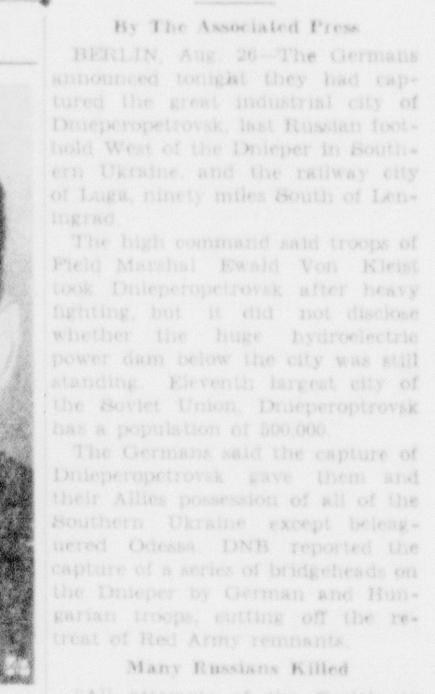 By The Associated Press
BERLIN, Aug. 26—The Germans
announced tonight they had cap-
tured the great industrial city of
Dnieperopetrovsk, last Russian foot-
hold West of the Dnieper in South-
ern Ukraine, and the railway city
of Luga, ninety miles South of Len-
ingrad.
The high command said troops of
Field Marshal Ewald Von Kleist
took Dnieperopetrovsk after heavy
fighting, but it did not disclose
whether the huge hydroelectric
power dam below the city was still
standing. Eleventh largest city of
the Soviet Union, Dnieperoptrovsk
has a population of 500,000.
The Germans said the capture of
Dnieperopetrovsk gave them and
their Allies possession of all of the
Southern Ukraine except beleag-
uered Odessa. DNB reported the
capture of a series of bridgeheads on
the Dnieper by German and Hun-
garian troops, cutting off the re-
treat of Red Army remnants.
Many Russians Killed